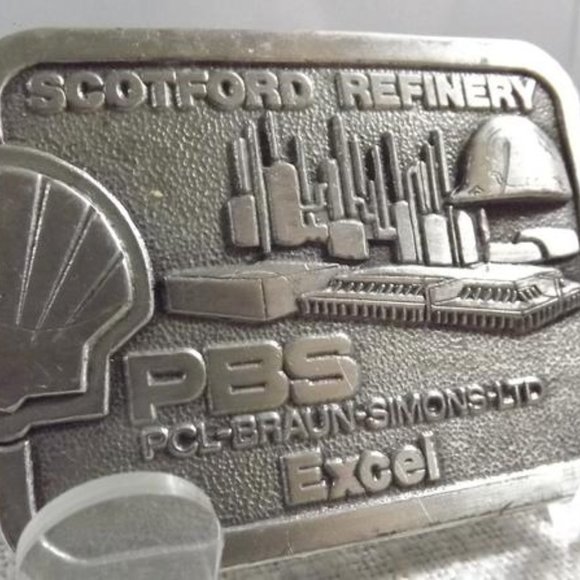 SCOTFORD REFINERY
PBS
PCL-BRAUN-SIMONS-LTD
Excel